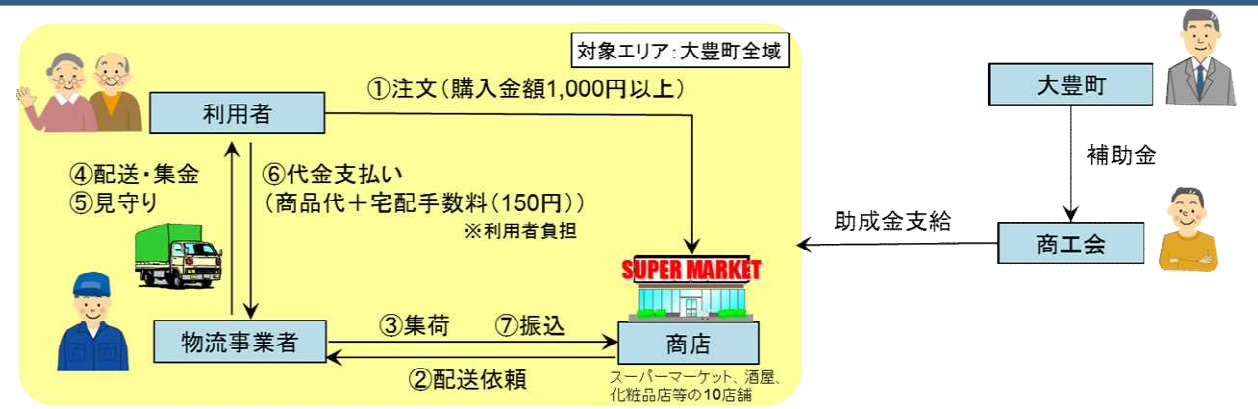 対象エリア：大豊町全域
①注文（購入金額1,000円以上）
利用者
④配送・集金
⑤見守り
⑥代金支払い
（商品代＋宅配手数料（150円））
※利用者負担
SUPER MARKET
物流事業者
③集荷
⑦振込
②配送依頼
商店
スーパーマーケット、酒屋、
化粧品店等の10店舗
大豊町
補助金
商工会
助成金支給